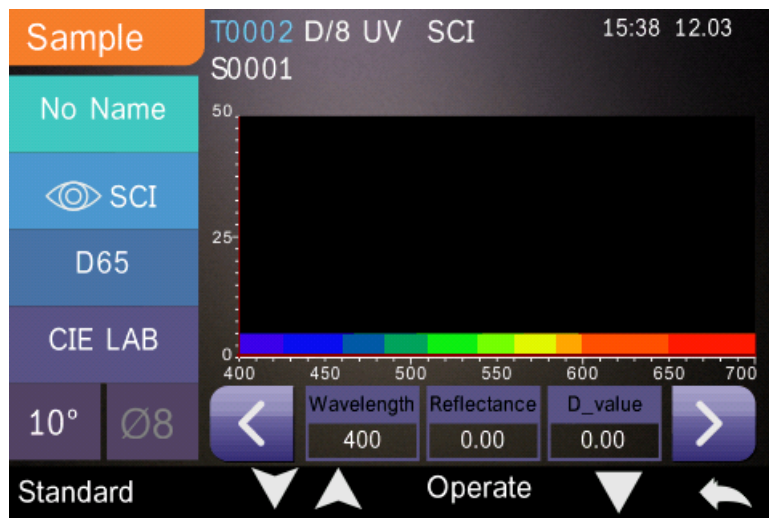 Sample
T0002 D/8 UV SCI
15:38 12.03
S0001
No Name
SCI
D65
CIE LAB
10° Ø8
50
25
0
400 450 500 550 600 650 700
Wavelength Reflectance D_value
400 0.00 0.00
Standard
Operate